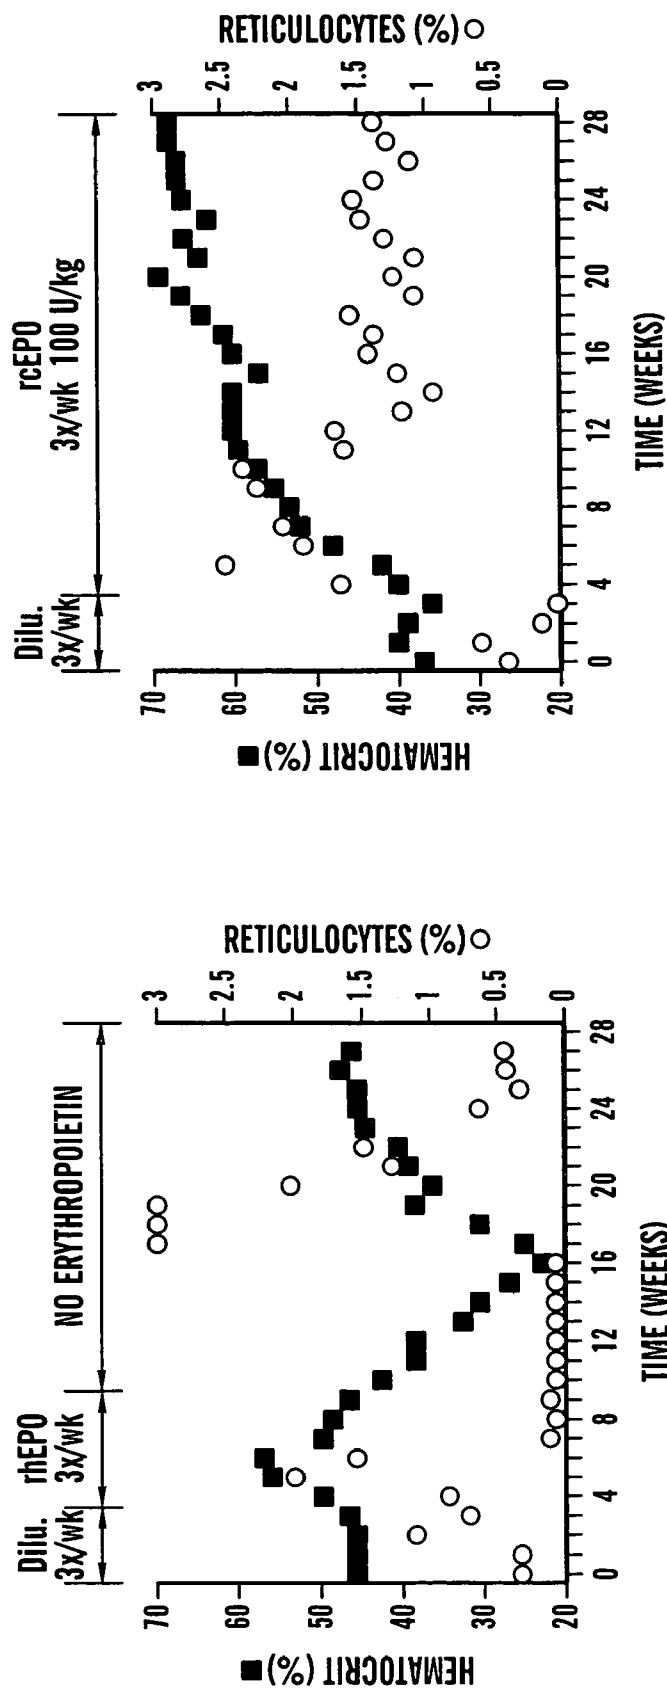 Dilu.
3x/wk
rhEPO
3x/wk
NO ERYTHROPOIETIN
HEMATOCRIT (%)
70
60
50
40
30
20
RETICULOCYTES (%)
3
2.5
2
1.5
1
0.5
0
0 4 8 12 16 20 24 28
TIME (WEEKS)
Dilu.
3x/wk
rcEPO
3x/wk 100 U/kg
HEMATOCRIT (%)
70
60
50
40
30
20
RETICULOCYTES (%)
3
2.5
2
1.5
1
0.5
0
0 4 8 12 16 20 24 28
TIME (WEEKS)